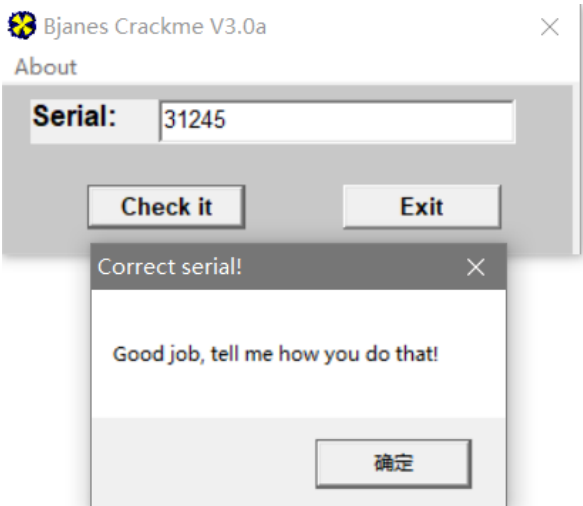 Bjanes Crackme V3.0a
About
Serial: 31245
Check it Exit
Correct serial!
Good job, tell me how you do that!
确定